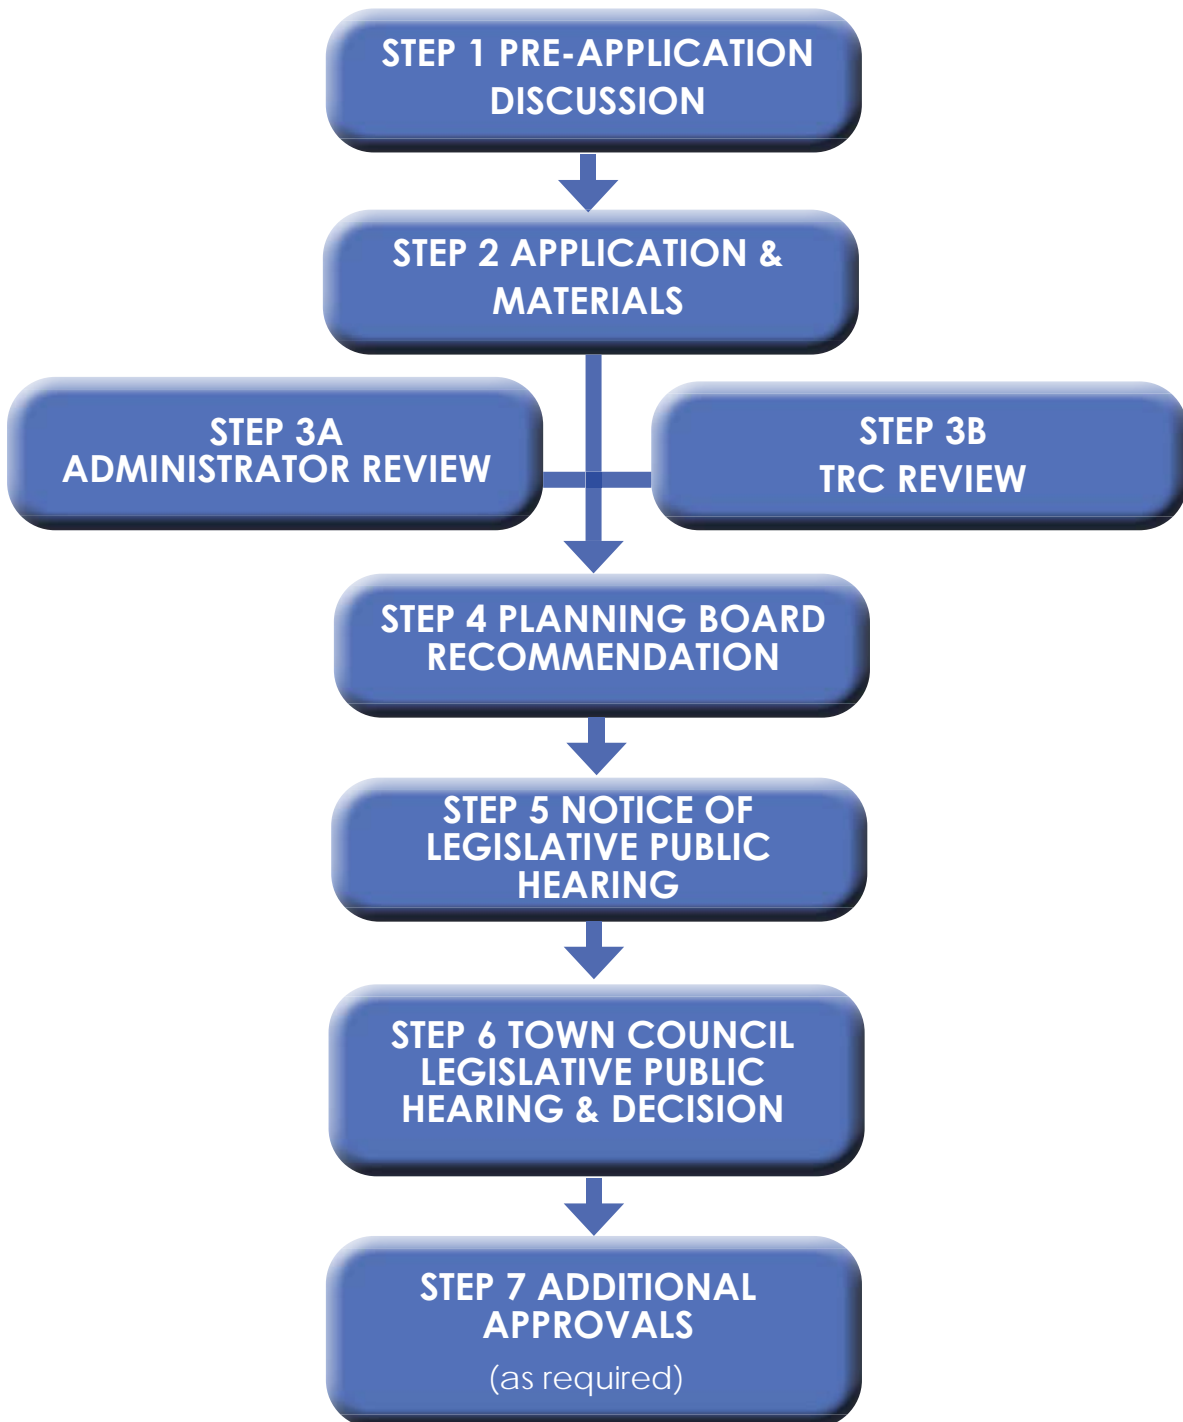 STEP 1 PRE-APPLICATION
DISCUSSION
STEP 2 APPLICATION &
MATERIALS
STEP 3A
ADMINISTRATOR REVIEW
STEP 3B
TRC REVIEW
STEP 4 PLANNING BOARD
RECOMMENDATION
STEP 5 NOTICE OF
LEGISLATIVE PUBLIC
HEARING
STEP 6 TOWN COUNCIL
LEGISLATIVE PUBLIC
HEARING & DECISION
STEP 7 ADDITIONAL
APPROVALS
(as required)